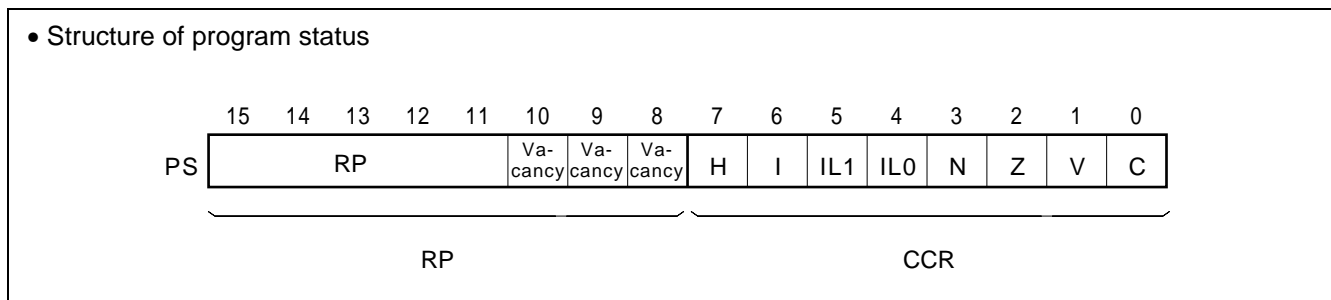 • Structure of program status
15 14 13 12 11 10 9 8 7 6 5 4 3 2 1 0
PS RP Va- Va- Va- H I IL1 IL0 N Z V C
cancy cancy cancy
RP CCR